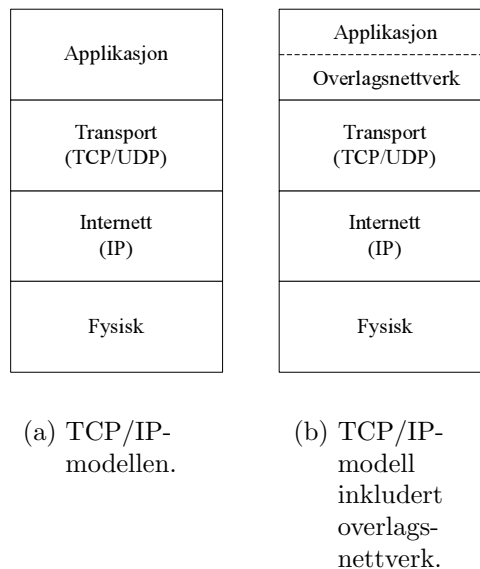 Applikasjon
Transport
(TCP/UDP)
Internett
(IP)
Fysisk
(a) TCP/IP-
modellen.
Applikasjon
Overlagsnettverk
Transport
(TCP/UDP)
Internett
(IP)
Fysisk
(b) TCP/IP-
modell
inkludert
overlags-
nettverk.